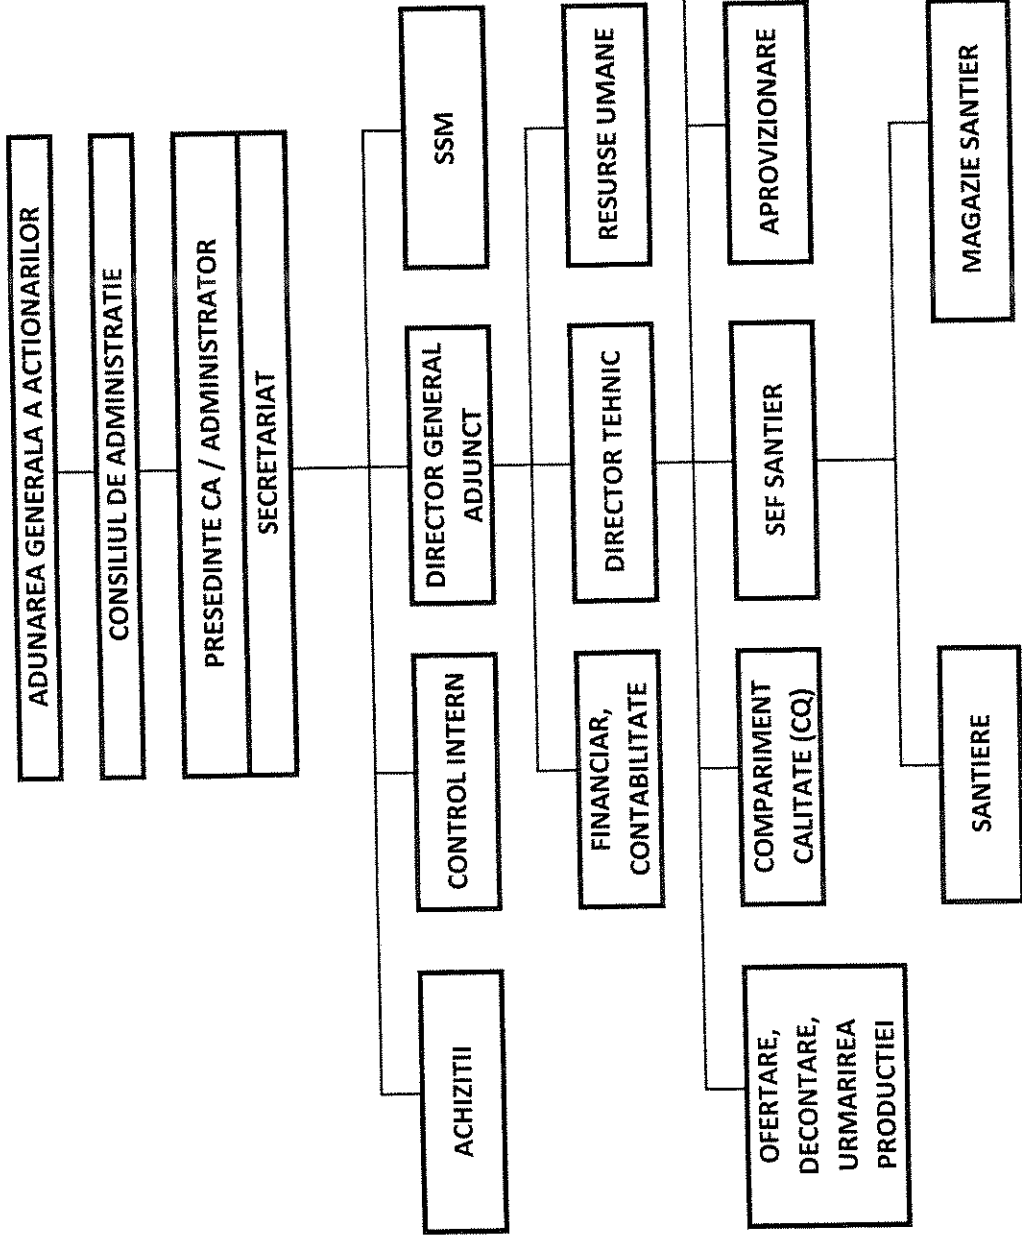 ADUNAREA GENERALA A ACTIONARILOR
CONSILIUL DE ADMINISTRATIE
PRESEDINTE CA / ADMINISTRATOR
SECRETARIAT
ACHIZITII
CONTROL INTERN
DIRECTOR GENERAL
ADJUNCT
SSM
FINANCIAR,
CONTABILITATE
DIRECTOR TEHNIC
RESURSE UMANE
OFERTARE,
DECONTARE,
URMARIREA
PRODUCTIEI
COMPARIMENT
CALITATE (CQ)
SEF SANTIER
APROVIZIONARE
SANTIERE
MAGAZIE SANTIER